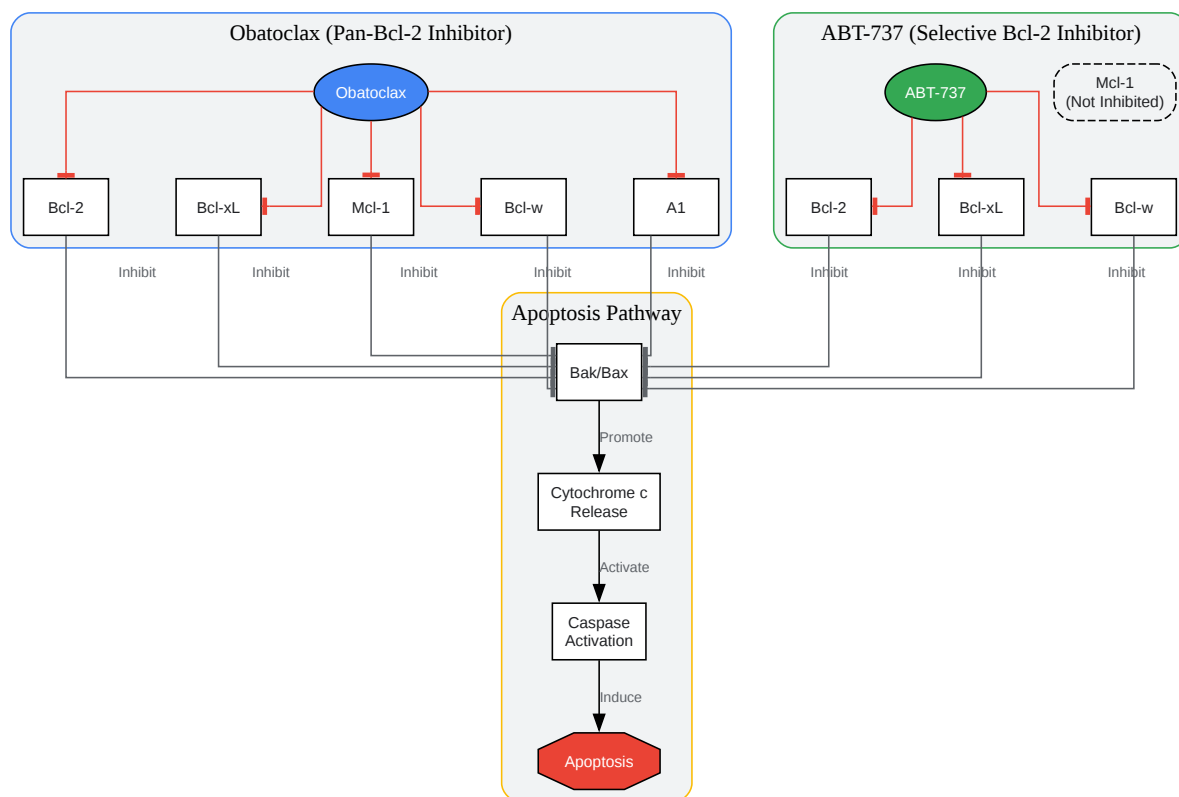 Obatoclax (Pan-Bcl-2 Inhibitor)
ABT-737 (Selective Bcl-2 Inhibitor)
Obatoclax
ABT-737
Mcl-1
(Not Inhibited)
Bcl-2
Bcl-xL
Mcl-1
Bcl-w
A1
Bcl-2
Bcl-xL
Bcl-w
Inhibit
Inhibit
Inhibit
Inhibit
Inhibit
Inhibit
Inhibit
Inhibit
Apoptosis Pathway
Bak/Bax
Promote
Cytochrome c
Release
Activate
Caspase
Activation
Induce
Apoptosis